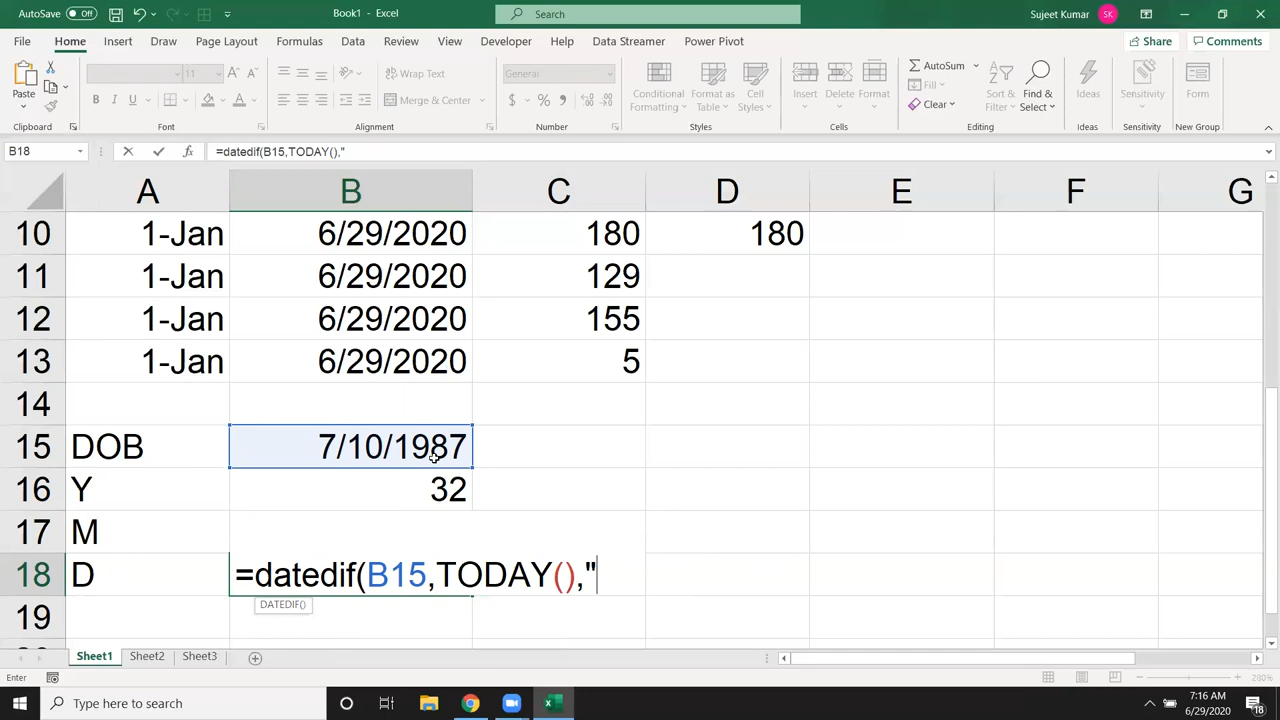 AutoSave Off Book1 - Excel Search Sujeet Kumar SK
File Home Insert Draw Page Layout Formulas Data Review View Developer Help Data Streamer Power Pivot Share Comments
Paste 11 Wrap Text General AutoSum
Fill
B I U A Merge & Center $ % 9 Conditional Formatting Format as Table Cell Styles Insert Delete Format Clear Sort & Filter Find & Select Ideas Sensitivity Form
Clipboard Font Alignment Number Styles Cells Editing Ideas Sensitivity New Group
B18 fx =datedif(B15,TODAY(),"
A B C D E F G
10 1-Jan 6/29/2020 180 180
11 1-Jan 6/29/2020 129
12 1-Jan 6/29/2020 155
13 1-Jan 6/29/2020 5
14
15 DOB 7/10/1987
16 Y 32
17 M
18 D =datedif(B15,TODAY(),"
DATEDIF()
19
Sheet1 Sheet2 Sheet3
Enter 280%
Type here to search 7:16 AM
6/29/2020 18